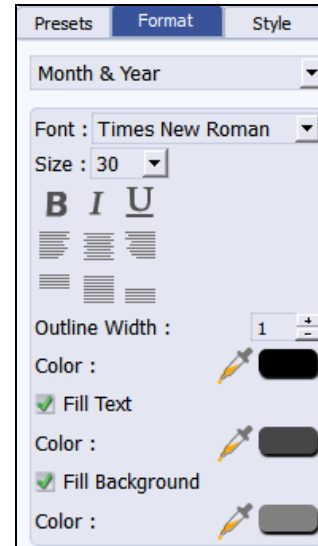 Presets Format Style
Month & Year
Font : Times New Roman
Size : 30
B I U
Outline Width : 1
Color :
Fill Text
Color :
Fill Background
Color :